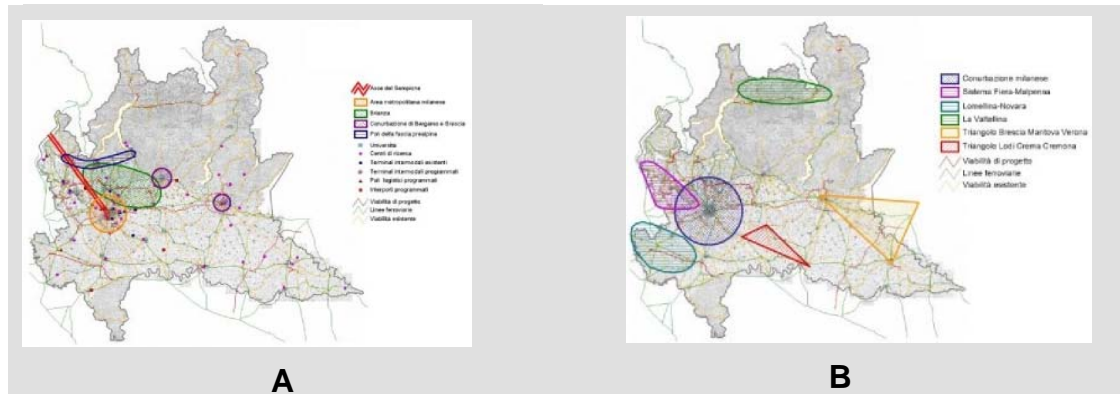 Asse del Sempione
Area metropolitana milanese
Brianza
Conurbazione di Bergamo e Brescia
Poli della fascia prealpina
Università
Centri di ricerca
Terminal intermodali esistenti
Terminal intermodali programmati
Poli logistici programmati
Interporti programmati
Viabilità di progetto
Linee ferroviarie
Viabilità esistente
A
Conurbazione milanese
Sistema Fiera-Malpensa
Lomellina-Novara
La Valtellina
Triangolo Brescia Mantova Verona
Triangolo Lodi Crema Cremona
Viabilità di progetto
Linee ferroviarie
Viabilità esistente
B